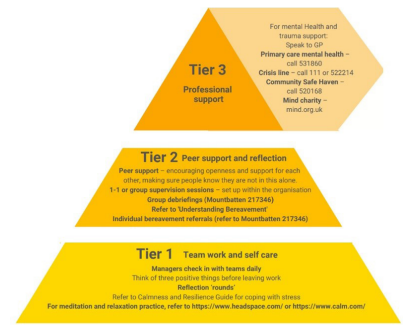 Tier 3
Professional
support
For mental Health and
trauma support:
Speak to GP
Primary care mental health –
call 531860
Crisis line – call 111 or 522214
Community Safe Haven –
call 520168
Mind charity –
mind.org.uk
Tier 2 Peer support and reflection
Peer support – encouraging openness and support for each
other, making sure people know they are not in this alone.
1-1 or group supervision sessions – set up within the organisation
Group debriefings (Mountbatten 217346)
Refer to 'Understanding Bereavement'
Individual bereavement referrals (refer to Mountbatten 217346)
Tier 1 Team work and self care
Managers check in with teams daily
Think of three positive things before leaving work
Reflection 'rounds'
Refer to Calmness and Resilience Guide for coping with stress
For meditation and relaxation practice, refer to https://www.headspace.com/ or https://www.calm.com/